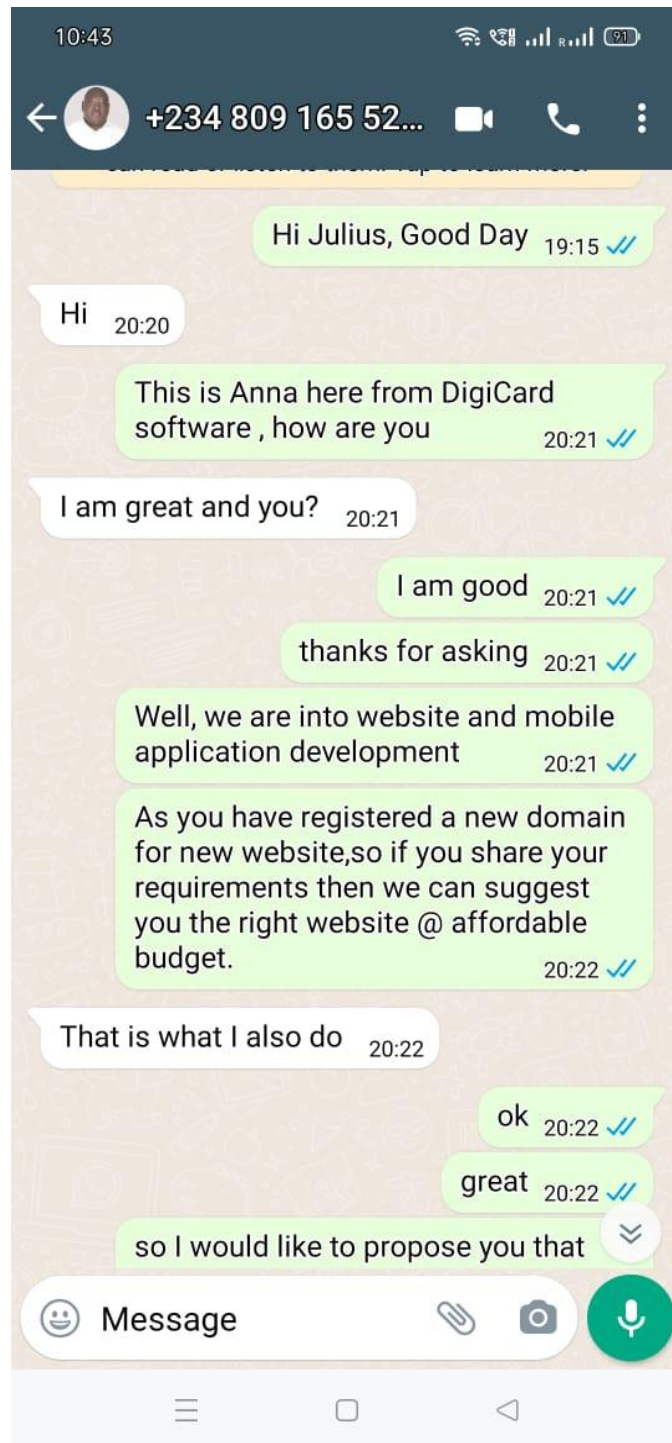 10:43
R
91
+234 809 165 52...
Hi Julius, Good Day 19:15
Hi 20:20
This is Anna here from DigiCard
software , how are you 20:21
I am great and you? 20:21
I am good 20:21
thanks for asking 20:21
Well, we are into website and mobile
application development 20:21
As you have registered a new domain
for new website,so if you share your
requirements then we can suggest
you the right website @ affordable
budget. 20:22
That is what I also do 20:22
ok 20:22
great 20:22
so I would like to propose you that
Message